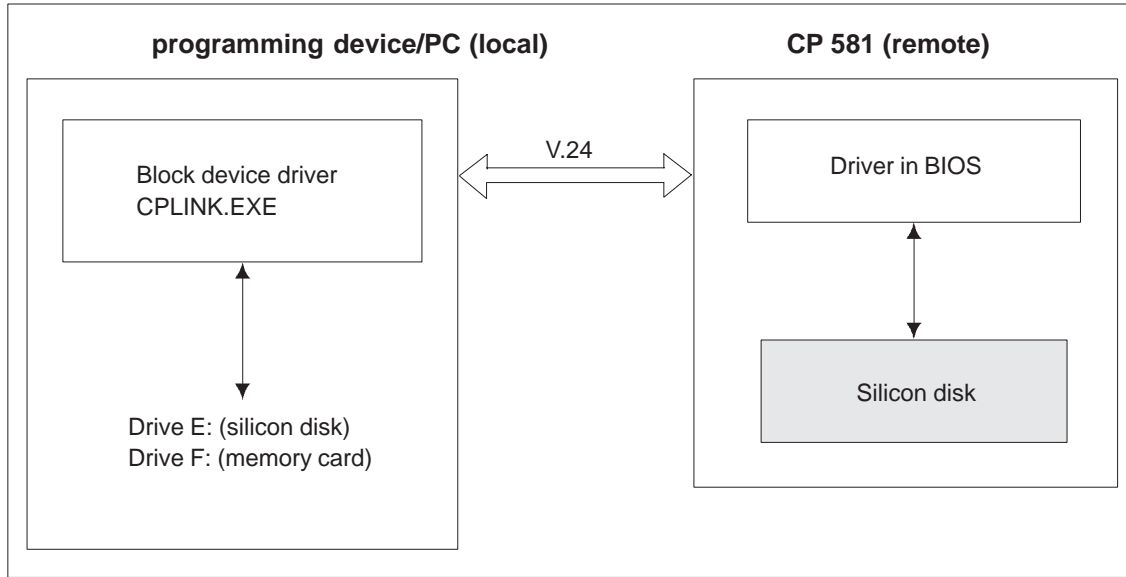 programming device/PC (local)
CP 581 (remote)
Block device driver
CPLINK.EXE
V.24
Driver in BIOS
Drive E: (silicon disk)
Drive F: (memory card)
Silicon disk